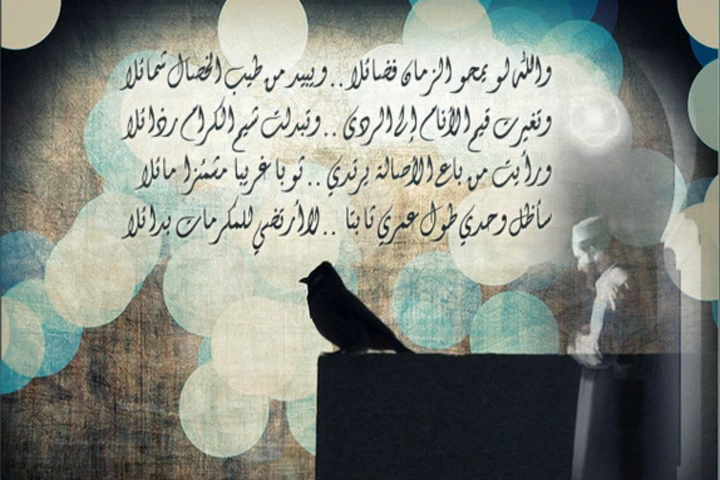 والله لو يمحو الزمان فضائلا .. ويبيد من طيب الخصال شمائلا
وتغيرت قيم الأنام إلى الردى .. وتبدلت شيم الكرام رذائلا
ورأيت من باع الأصالة يرتدي .. ثوبا غريبا مشمئزا مائلا
سأظل وحدي طول عمري ثابتا .. لا أرتضي للمكرمات بدائلا